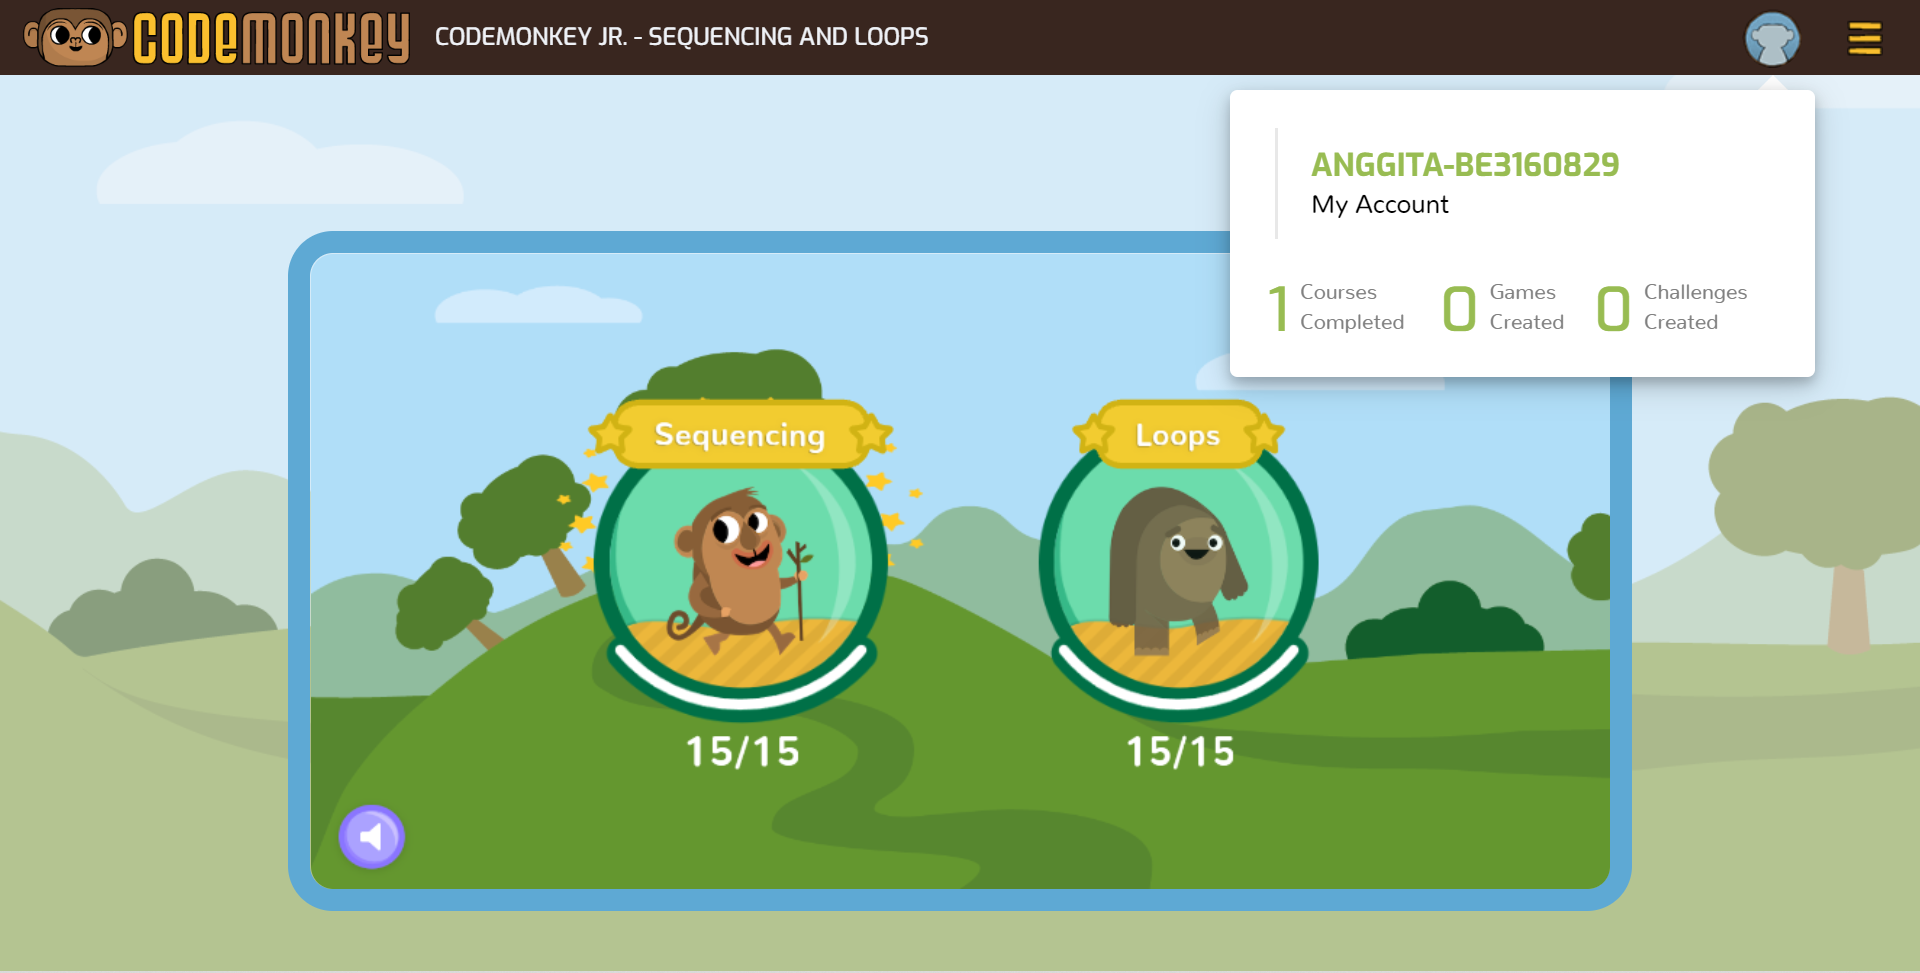 CODEMONKEY
CODEMONKEY JR. - SEQUENCING AND LOOPS
ANGGITA-BE3160829
My Account
1 Courses Completed
0 Games Created
0 Challenges Created
Sequencing
Loops
15/15
15/15